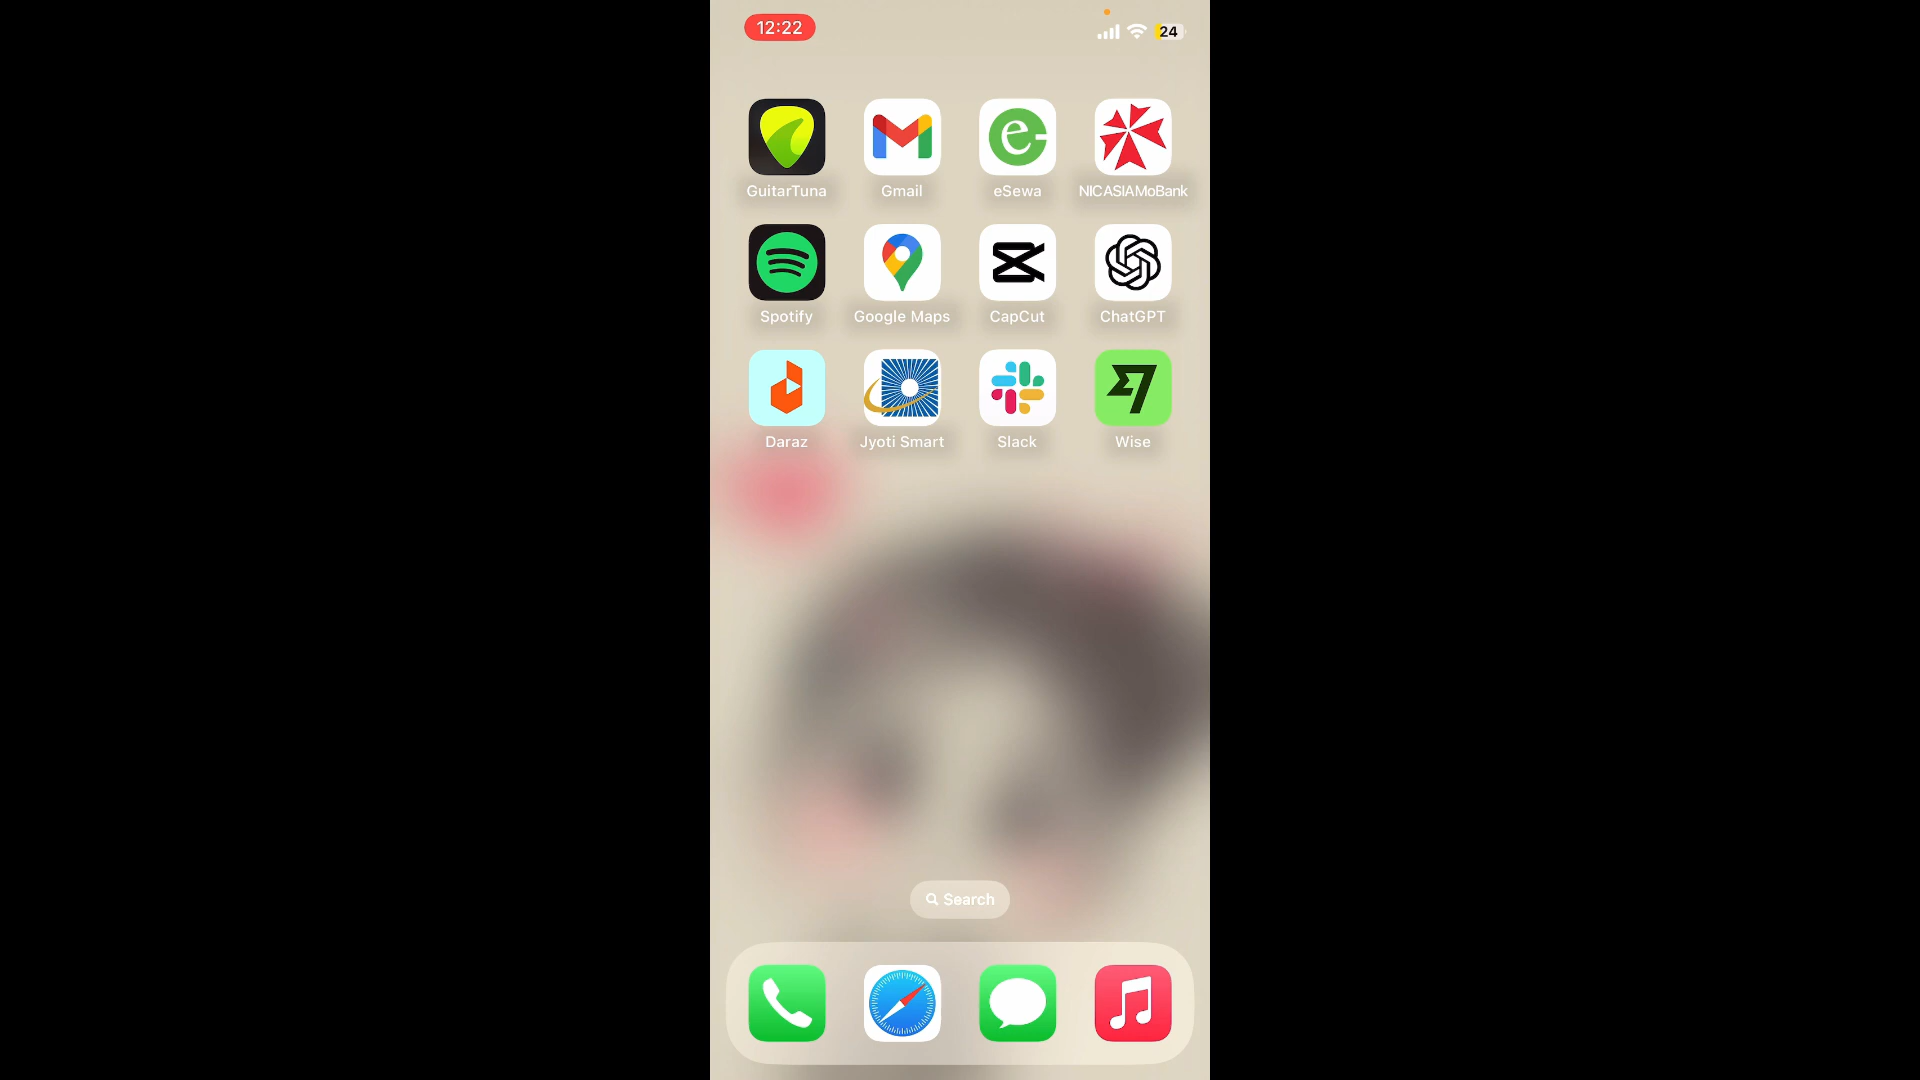 12:22
24
GuitarTuna Gmail eSewa NICASIAMoBank
Spotify Google Maps CapCut ChatGPT
Daraz Jyoti Smart Slack Wise
Search